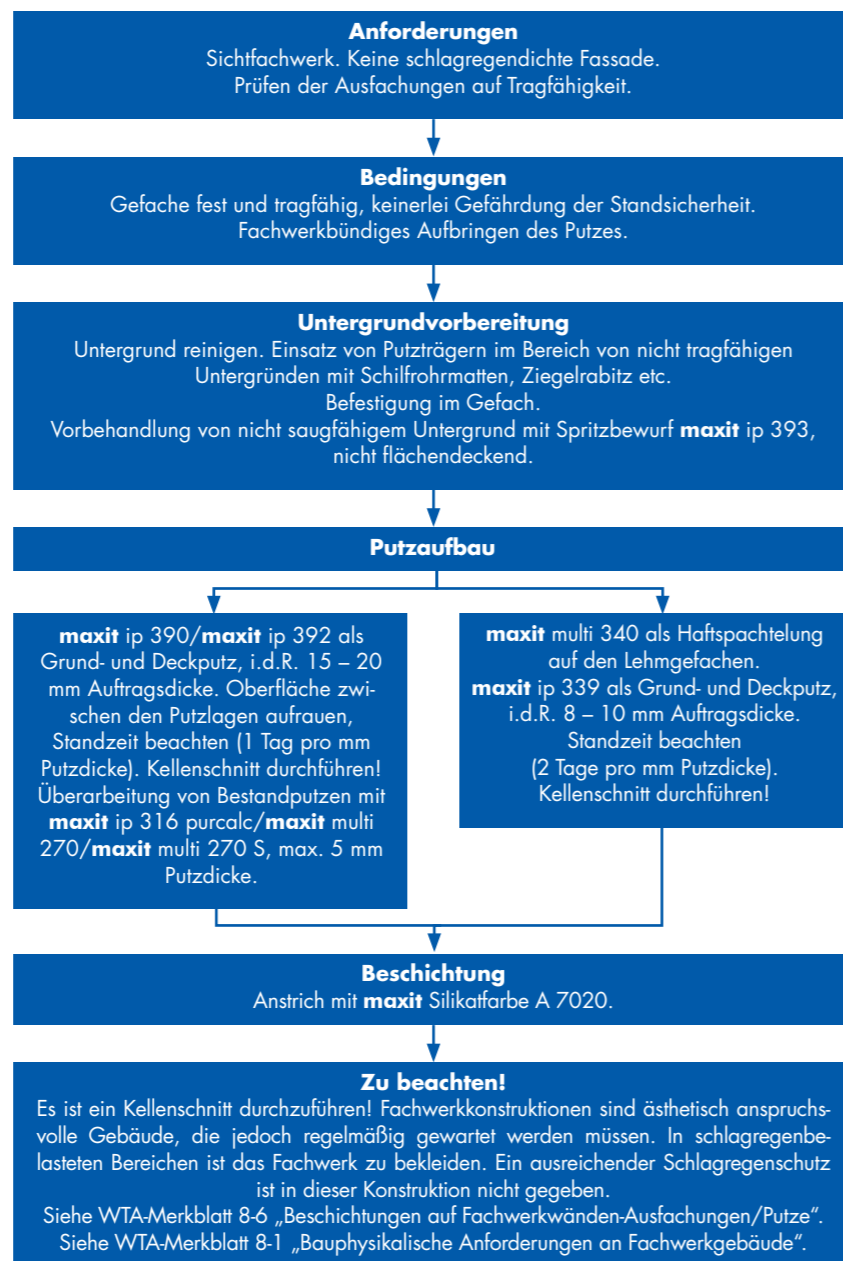 Anforderungen
Sichtfachwerk. Keine schlagregendichte Fassade.
Prüfen der Ausfachungen auf Tragfähigkeit.
Bedingungen
Gefache fest und tragfähig, keinerlei Gefährdung der Standsicherheit.
Fachwerkbündiges Aufbringen des Putzes.
Untergrundvorbereitung
Untergrund reinigen. Einsatz von Putzträgern im Bereich von nicht tragfähigen
Untergründen mit Schilfrohrmatten, Ziegelrabitz etc.
Befestigung im Gefach.
Vorbehandlung von nicht saugfähigem Untergrund mit Spritzbewurf maxit ip 393,
nicht flächendeckend.
Putzaufbau
maxit ip 390/maxit ip 392 als
Grund- und Deckputz, i.d.R. 15 – 20
mm Auftragsdicke. Oberfläche zwi-
schen den Putzlagen aufrauen,
Standzeit beachten (1 Tag pro mm
Putzdicke). Kellenschnitt durchführen!
Überarbeitung von Bestandputzen mit
maxit ip 316 purcalc/maxit multi
270/maxit multi 270 S, max. 5 mm
Putzdicke.
maxit multi 340 als Haftspachtelung
auf den Lehmgefachen.
maxit ip 339 als Grund- und Deckputz,
i.d.R. 8 – 10 mm Auftragsdicke.
Standzeit beachten
(2 Tage pro mm Putzdicke).
Kellenschnitt durchführen!
Beschichtung
Anstrich mit maxit Silikatfarbe A 7020.
Zu beachten!
Es ist ein Kellenschnitt durchzuführen! Fachwerkkonstruktionen sind ästhetisch anspruchs-
volle Gebäude, die jedoch regelmäßig gewartet werden müssen. In schlagregenbe-
lasteten Bereichen ist das Fachwerk zu bekleiden. Ein ausreichender Schlagregenschutz
ist in dieser Konstruktion nicht gegeben.
Siehe WTA-Merkblatt 8-6 „Beschichtungen auf Fachwerkwänden-Ausfachungen/Putze“.
Siehe WTA-Merkblatt 8-1 „Bauphysikalische Anforderungen an Fachwerkgebäude“.